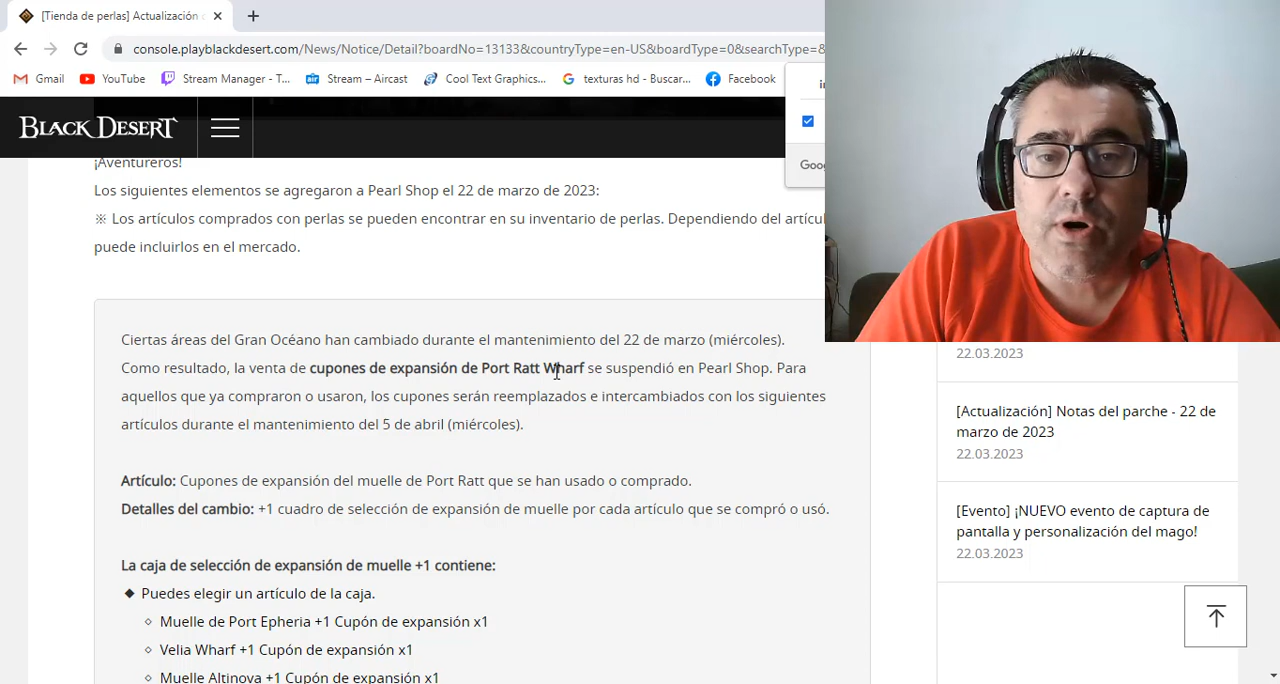 [Tienda de perlas] Actualización
console.playblackdesert.com/News/Notice/Detail?boardNo=13133&countryType=en-US&boardType=0&searchType=&
Gmail YouTube Stream Manager - T... Stream – Aircast Cool Text Graphics... texturas hd - Buscar... Facebook
BLACK DESERT
¡Aventureros!
Los siguientes elementos se agregaron a Pearl Shop el 22 de marzo de 2023:
※ Los artículos comprados con perlas se pueden encontrar en su inventario de perlas. Dependiendo del
puede incluirlos en el mercado.
Ciertas áreas del Gran Océano han cambiado durante el mantenimiento del 22 de marzo (miércoles).
Como resultado, la venta de cupones de expansión de Port Ratt Wharf se suspendió en Pearl Shop. Para
aquellos que ya compraron o usaron, los cupones serán reemplazados e intercambiados con los siguientes
artículos durante el mantenimiento del 5 de abril (miércoles).
Artículo: Cupones de expansión del muelle de Port Ratt que se han usado o comprado.
Detalles del cambio: +1 cuadro de selección de expansión de muelle por cada artículo que se compró o usó.
La caja de selección de expansión de muelle +1 contiene:
◆ Puedes elegir un artículo de la caja.
◇ Muelle de Port Epheria +1 Cupón de expansión x1
◇ Velia Wharf +1 Cupón de expansión x1
◇ Muelle Altinova +1 Cupón de expansión x1
22.03.2023
[Actualización] Notas del parche - 22 de
marzo de 2023
22.03.2023
[Evento] ¡NUEVO evento de captura de
pantalla y personalización del mago!
22.03.2023